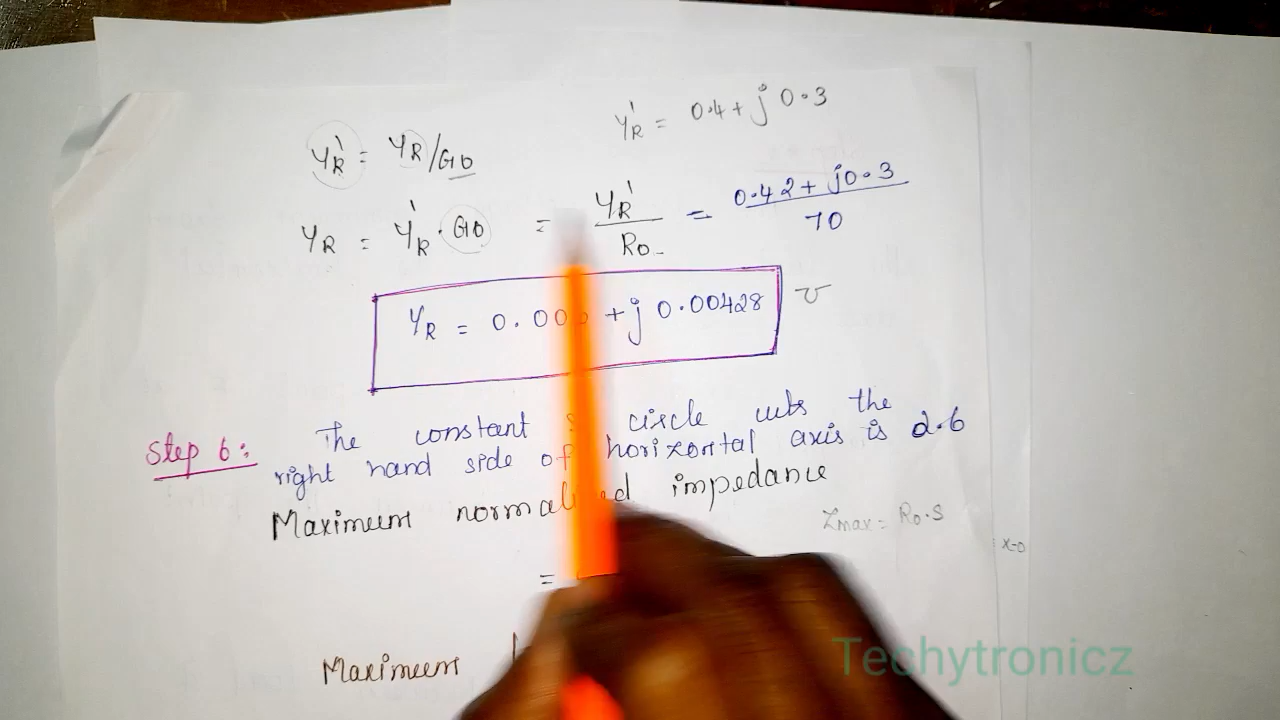 Y'R = 0.4 + j 0.3
Y'R = YR/G0
YR = Y'R . G0 = Y'R / R0 = 0.42 + j0.3 / 70
YR = 0.00 + j 0.00428 ℧
Step 6: The constant circle cuts the
right hand side of horizontal axis is 2.6
Maximum impedance
Zmax = R0.S
=
Maximum
Techytronicz